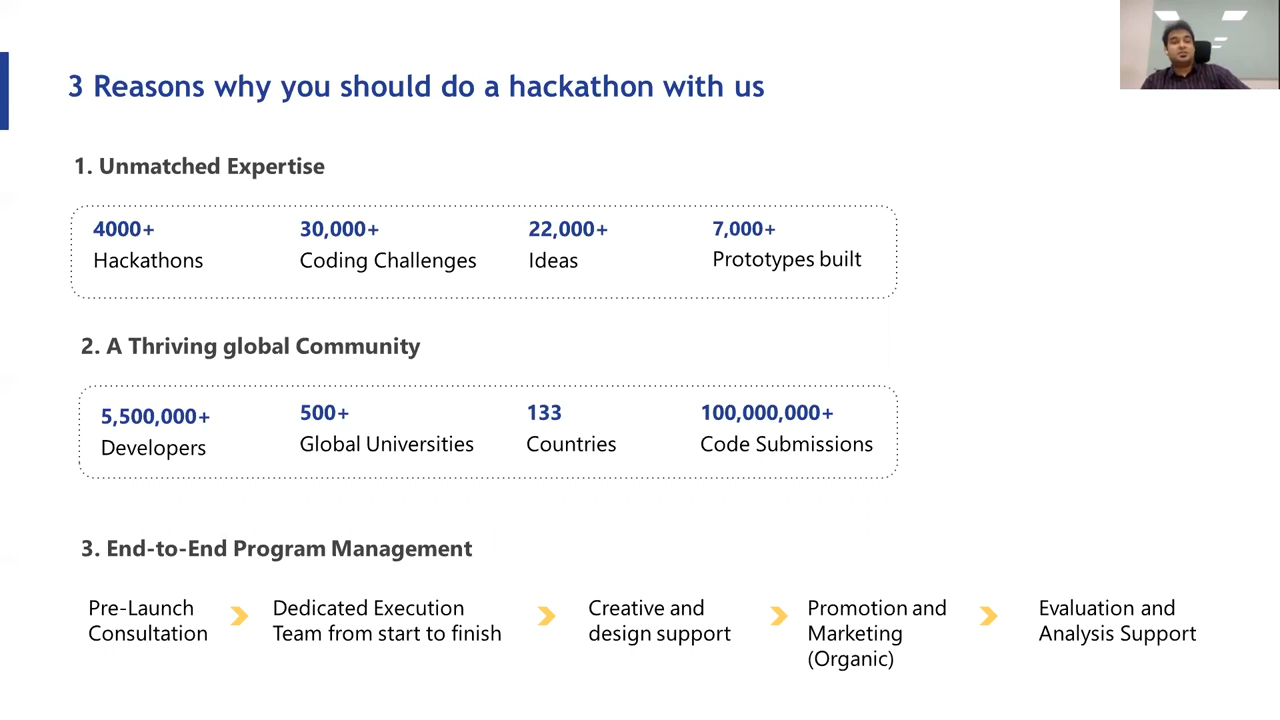 3 Reasons why you should do a hackathon with us
1. Unmatched Expertise
4000+ 30,000+ 22,000+ 7,000+
Hackathons Coding Challenges Ideas Prototypes built
2. A Thriving global Community
5,500,000+ 500+ 133 100,000,000+
Developers Global Universities Countries Code Submissions
3. End-to-End Program Management
Pre-Launch Dedicated Execution Creative and Promotion and Evaluation and
Consultation Team from start to finish design support Marketing Analysis Support
(Organic)